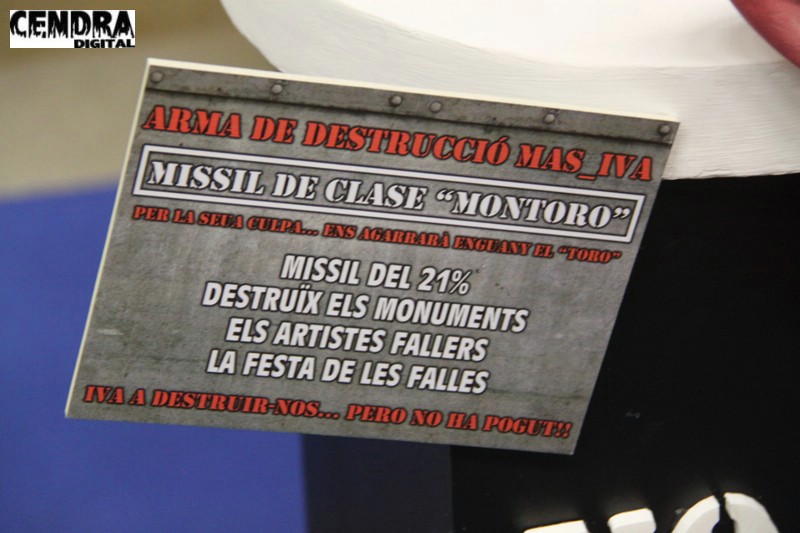 CENDRA
DIGITAL
ARMA DE DESTRUCCIÓ MAS_IVA
MISSIL DE CLASE "MONTORO"
PER LA SEUA CULPA... ENS AGARRARÀ ENGUANY EL "TORO"
MISSIL DEL 21%
DESTRUÏX ELS MONUMENTS
ELS ARTISTES FALLERS
LA FESTA DE LES FALLES
IVA A DESTRUIR-NOS... PERO NO HA POGUT!!